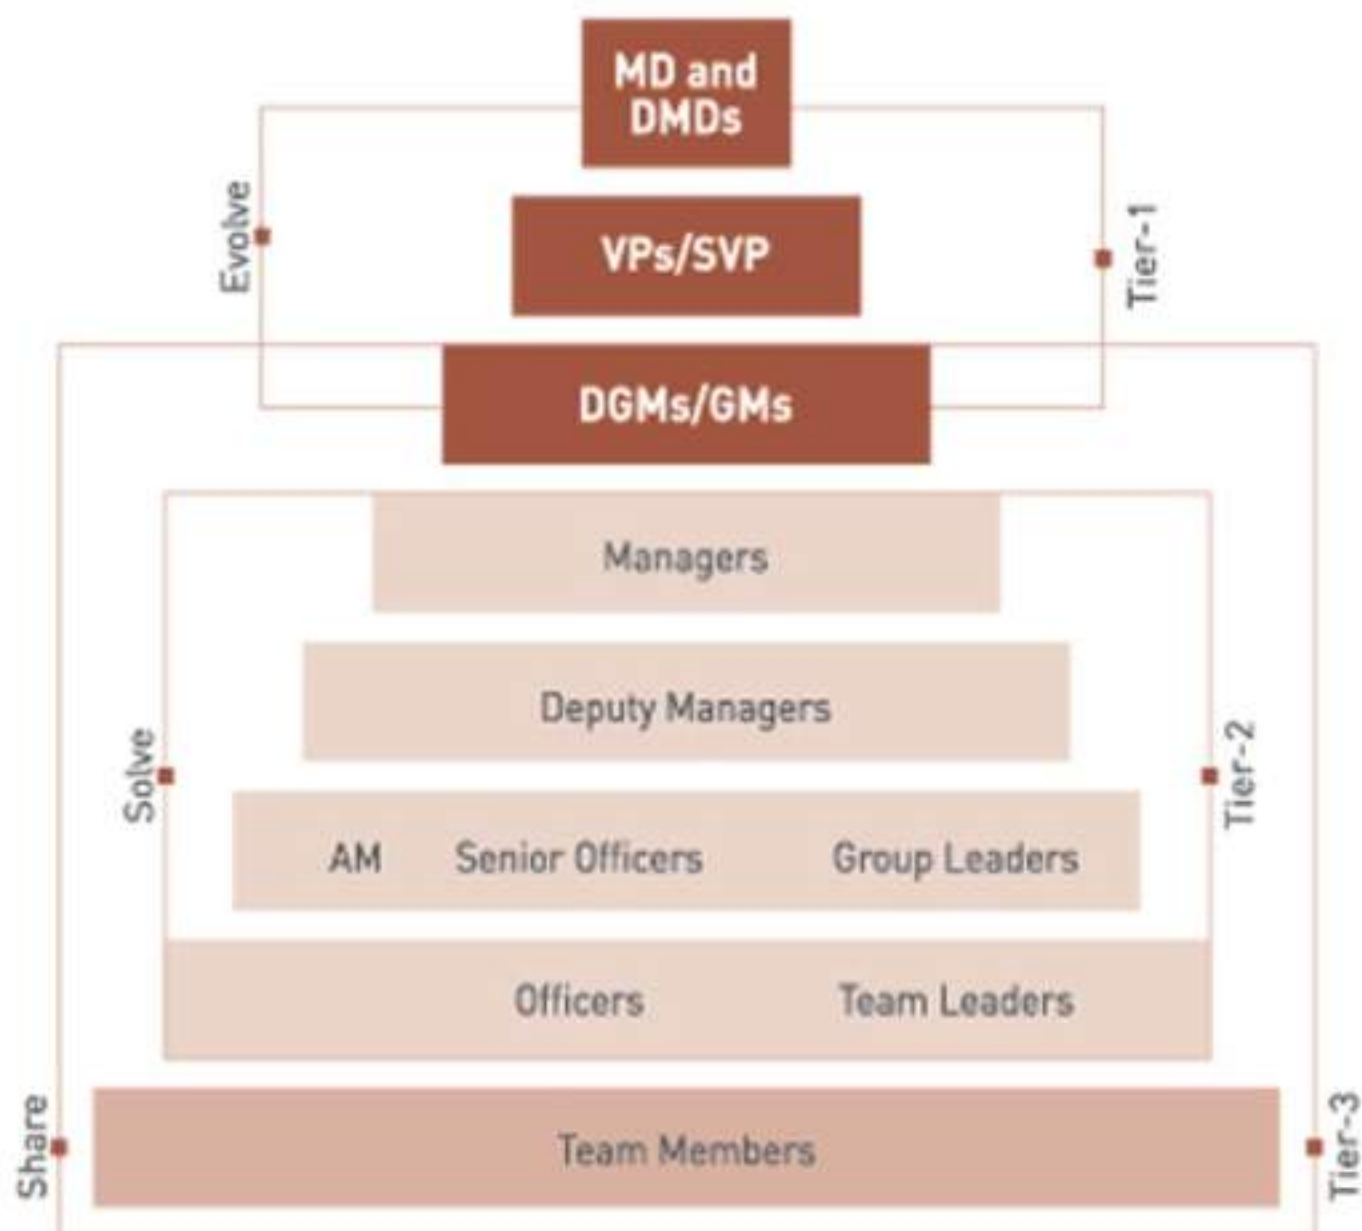 MD and
DMDs
Evolve
VPs/SVP
Tier-1
DGMs/GMs
Managers
Deputy Managers
Solve
Tier-2
AM Senior Officers Group Leaders
Officers Team Leaders
Share
Team Members
Tier-3